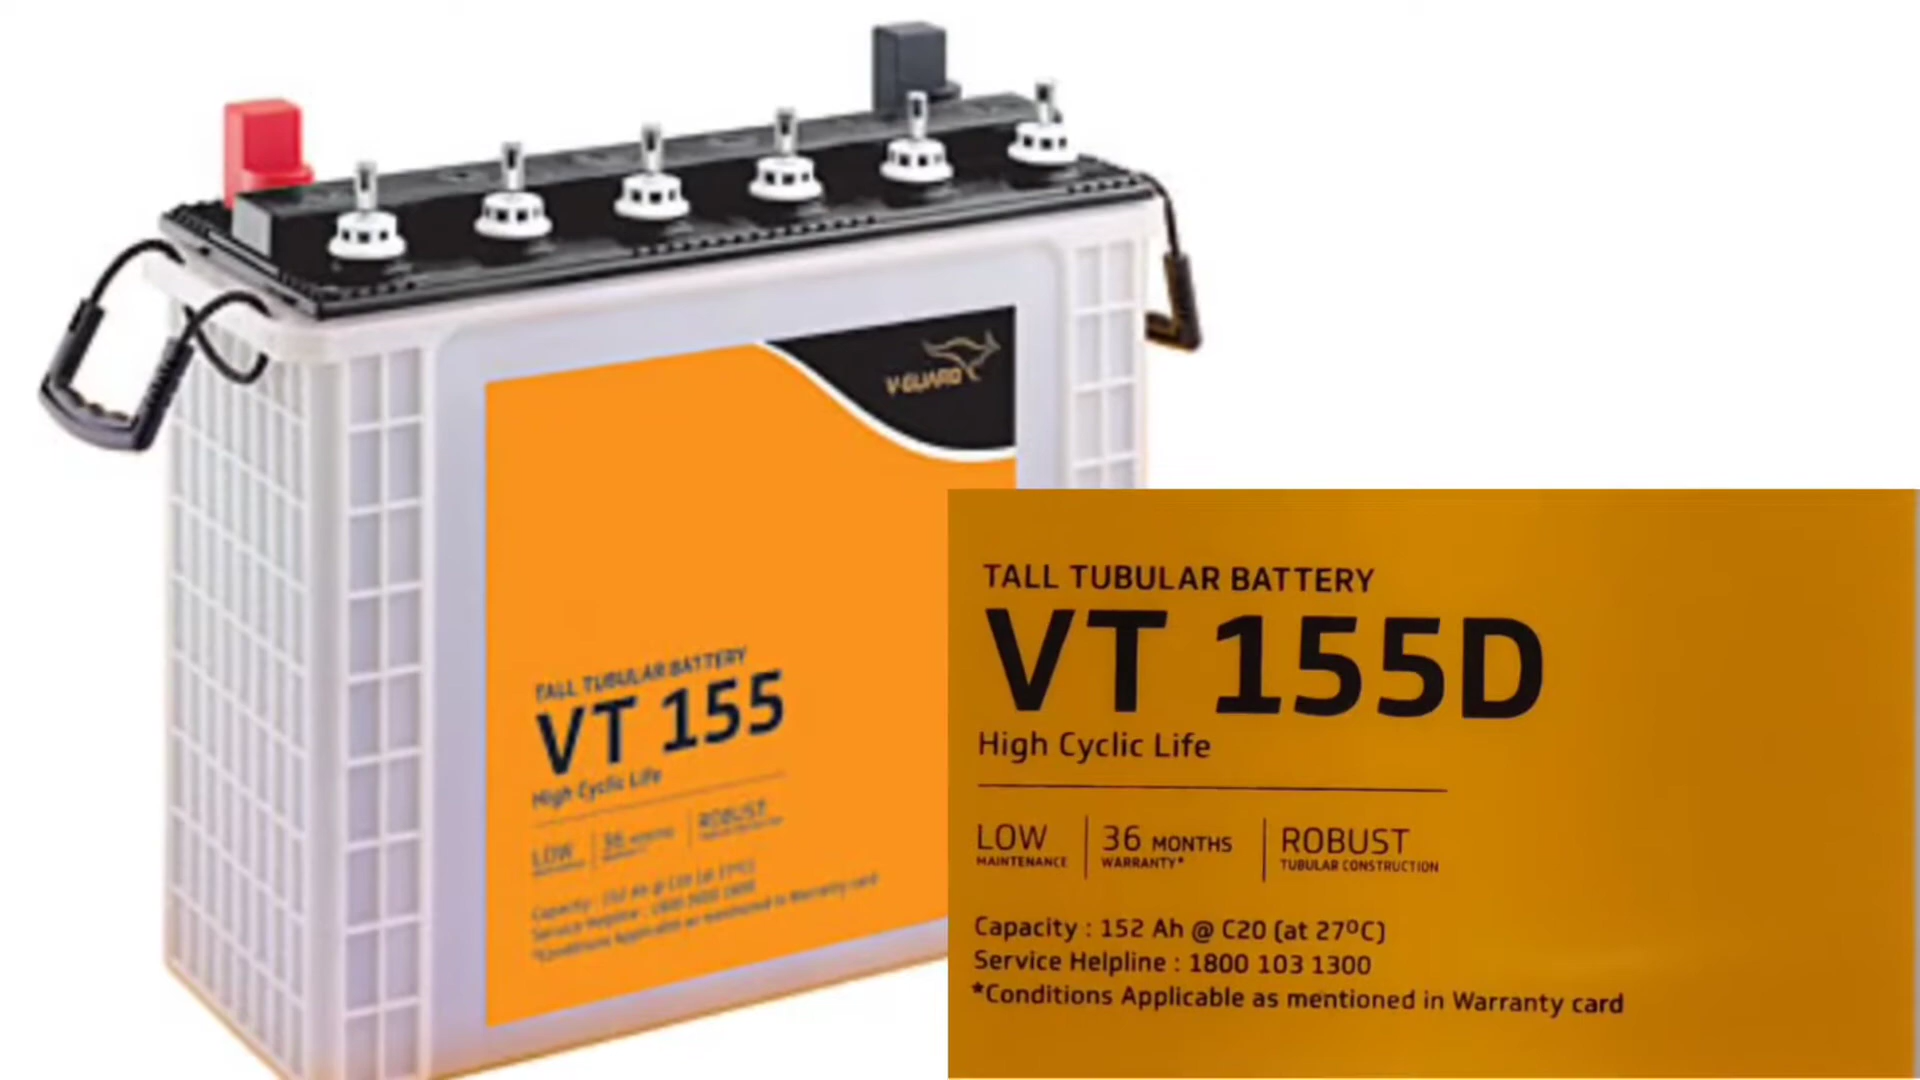 V-GUARD
TALL TUBULAR BATTERY
VT 155
High Cyclic Life
LOW
36
ROBUST
TALL TUBULAR BATTERY
VT 155D
High Cyclic Life
LOW
MAINTENANCE
36 MONTHS
WARRANTY*
ROBUST
TUBULAR CONSTRUCTION
Capacity : 152 Ah @ C20 (at 27ºC)
Service Helpline : 1800 103 1300
*Conditions Applicable as mentioned in Warranty card